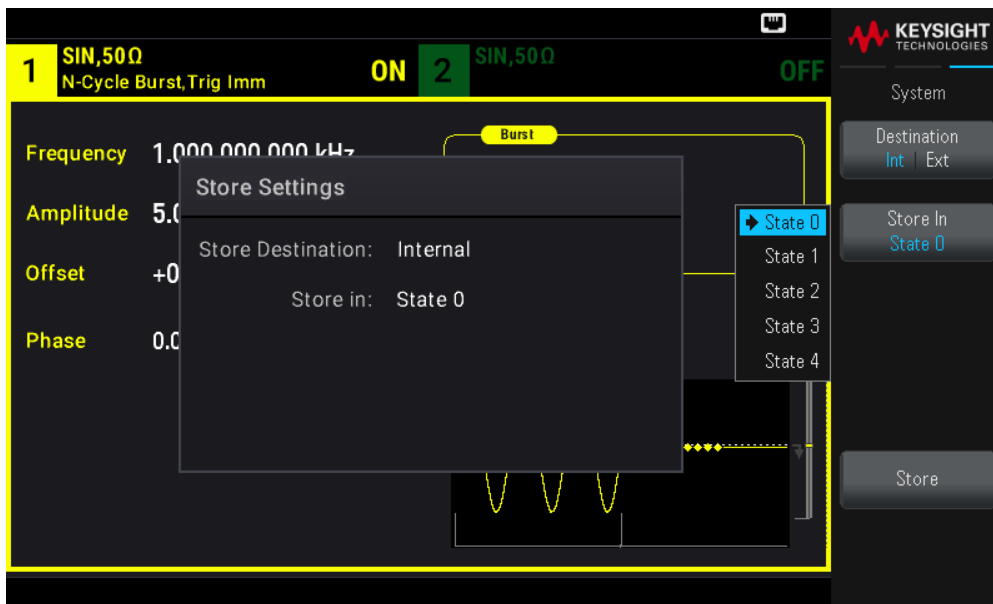 KEYSIGHT
TECHNOLOGIES
1
SIN,50Ω
N-Cycle Burst,Trig Imm
ON
2
SIN,50Ω
OFF
System
Frequency 1.000 000 000 kHz
Amplitude 5.0
Offset +0
Phase 0.0
Burst
Store Settings
Store Destination: Internal
Store in: State 0
State 0
State 1
State 2
State 3
State 4
Destination
Int | Ext
Store In
State 0
Store